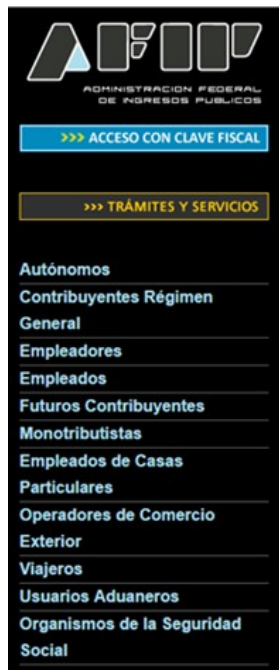 AFIP
ADMINISTRACION FEDERAL
DE INGRESOS PUBLICOS
>>> ACCESO CON CLAVE FISCAL
>>> TRÁMITES Y SERVICIOS
Autónomos
Contribuyentes Régimen
General
Empleadores
Empleados
Futuros Contribuyentes
Monotributistas
Empleados de Casas
Particulares
Operadores de Comercio
Exterior
Viajeros
Usuarios Aduaneros
Organismos de la Seguridad
Social